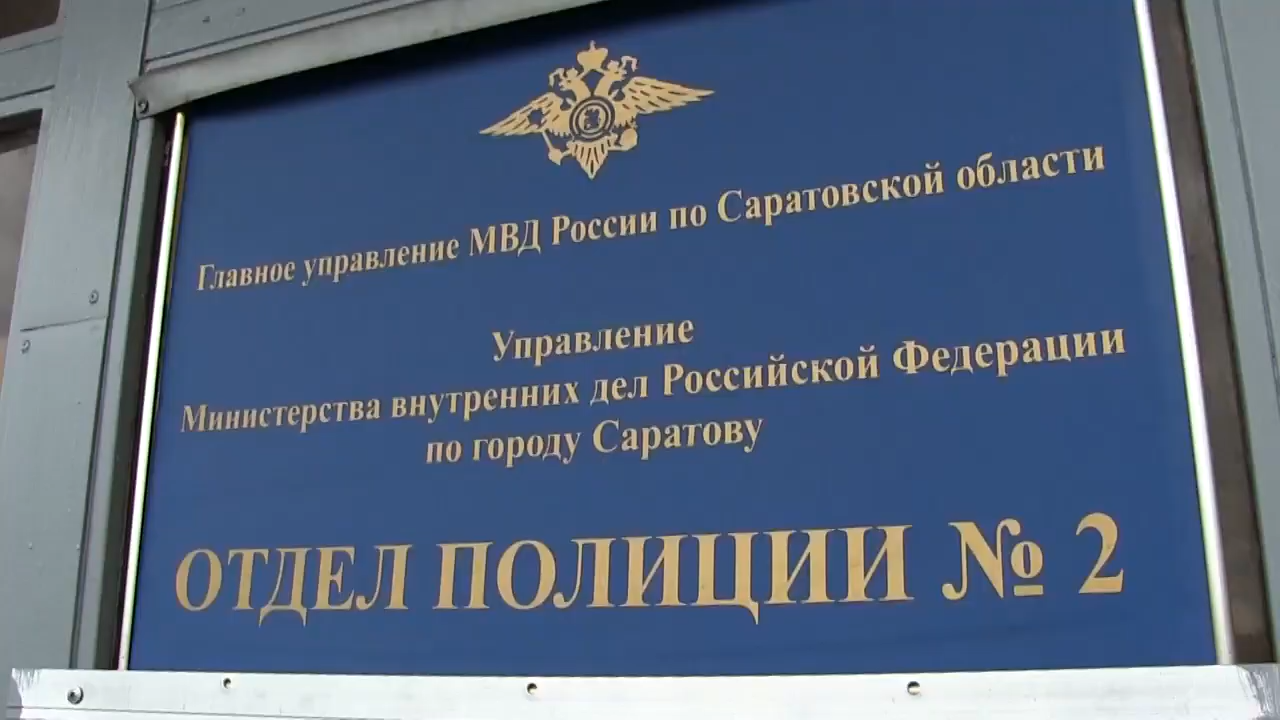 Главное управление МВД России по Саратовской области
Управление
Министерства внутренних дел Российской Федерации
по городу Саратову
ОТДЕЛ ПОЛИЦИИ № 2